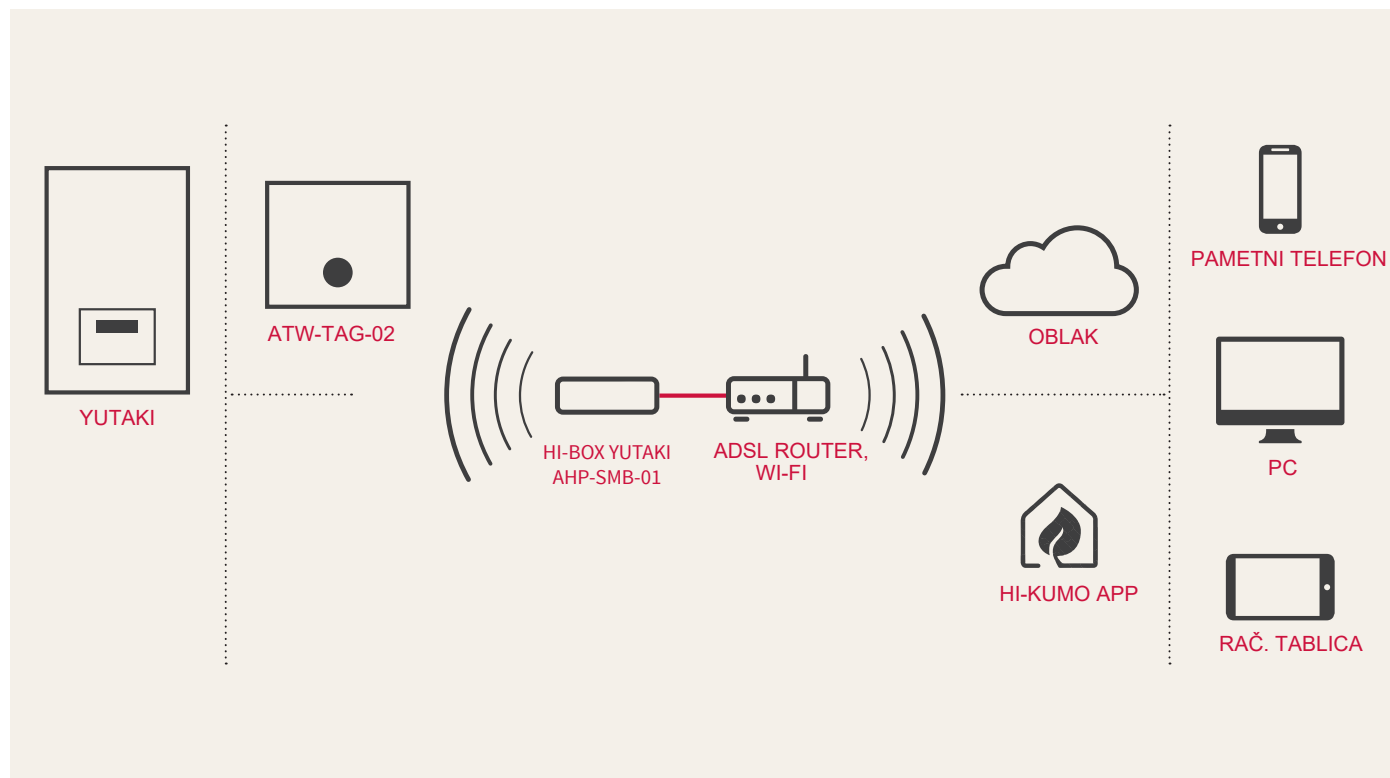 YUTAKI
ATW-TAG-02
HI-BOX YUTAKI
AHP-SMB-01
ADSL ROUTER,
WI-FI
OBLAK
HI-KUMO APP
PAMETNI TELEFON
PC
RAČ. TABLICA